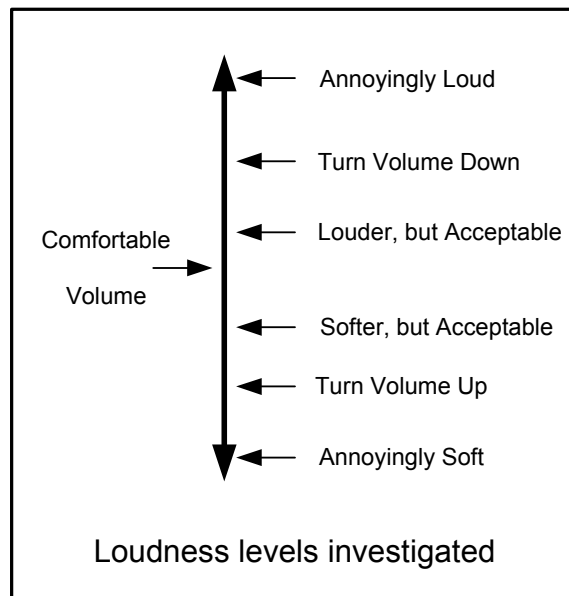 Annoyingly Loud
Turn Volume Down
Louder, but Acceptable
Comfortable
Volume
Softer, but Acceptable
Turn Volume Up
Annoyingly Soft
Loudness levels investigated